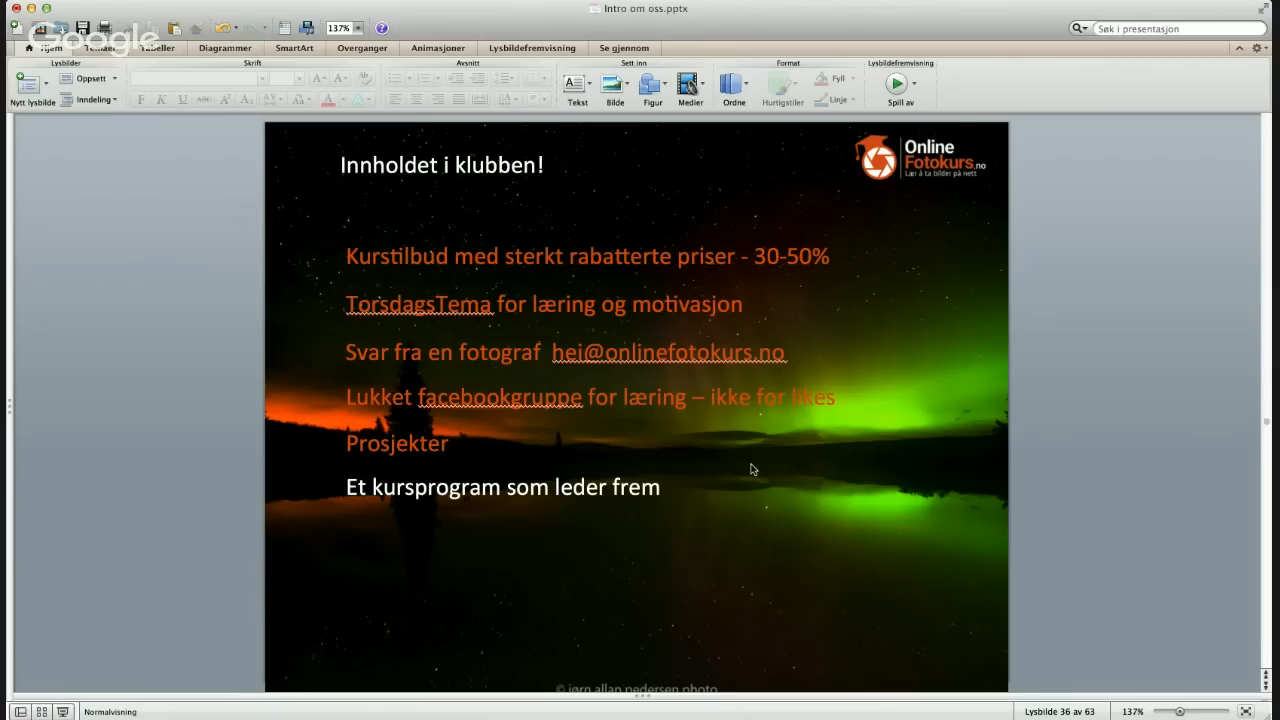 Intro om oss.pptx
137%
Søk i presentasjon
Google
Hjem
Tabeller
Diagrammer
SmartArt
Overganger
Animasjoner
Lysbildefremvisning
Se gjennom
Lysbilder
Skrift
Avsnitt
Sett inn
Format
Lysbildefremvisning
Nytt lysbilde
Oppsett
Inndeling
Tekst
Bilde
Figur
Medier
Ordne
Hurtigstiler
Fyll
Linje
Spill av
Innholdet i klubben!
Online
Fotokurs.no
Lær å ta bilder på nett
Kurstilbud med sterkt rabatterte priser - 30-50%
TorsdagsTema for læring og motivasjon
Svar fra en fotograf hei@onlinefotokurs.no
Lukket facebookgruppe for læring – ikke for likes
Prosjekter
Et kursprogram som leder frem
© jørn allan pedersen photo
Normalvisning
Lysbilde 36 av 63
137%